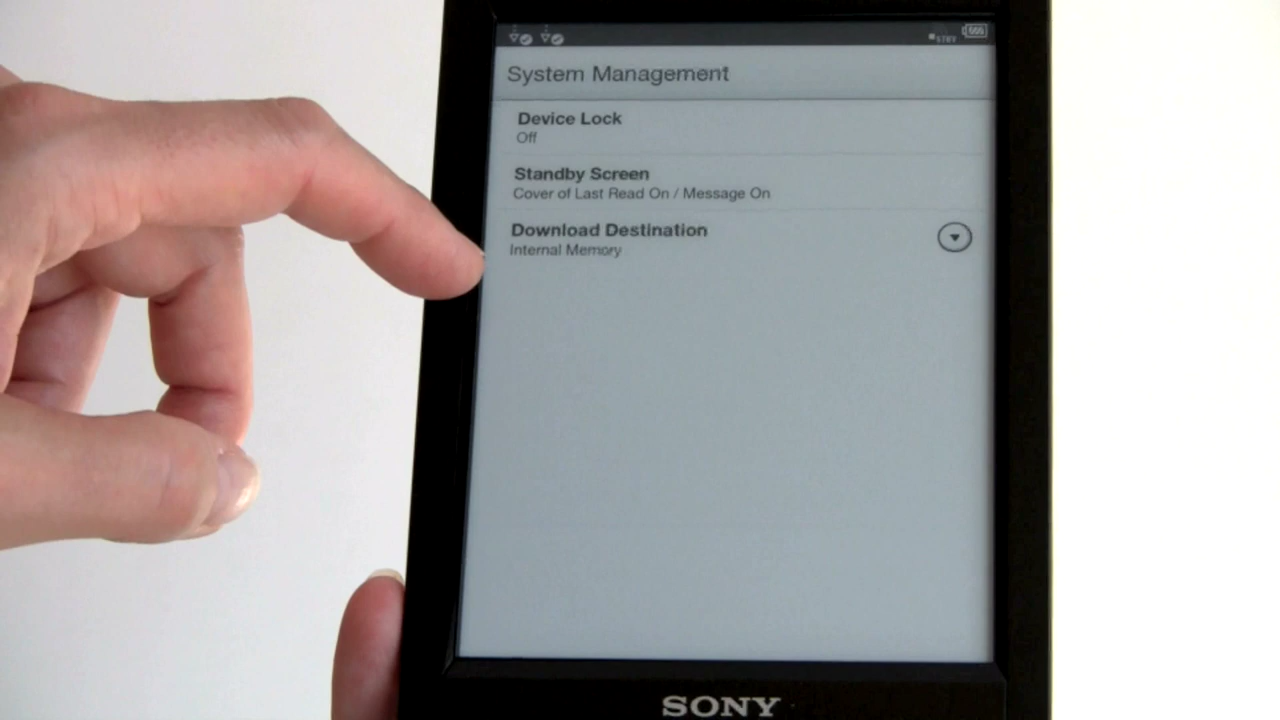 STBY
System Management
Device Lock
Off
Standby Screen
Cover of Last Read On / Message On
Download Destination
Internal Memory
SONY